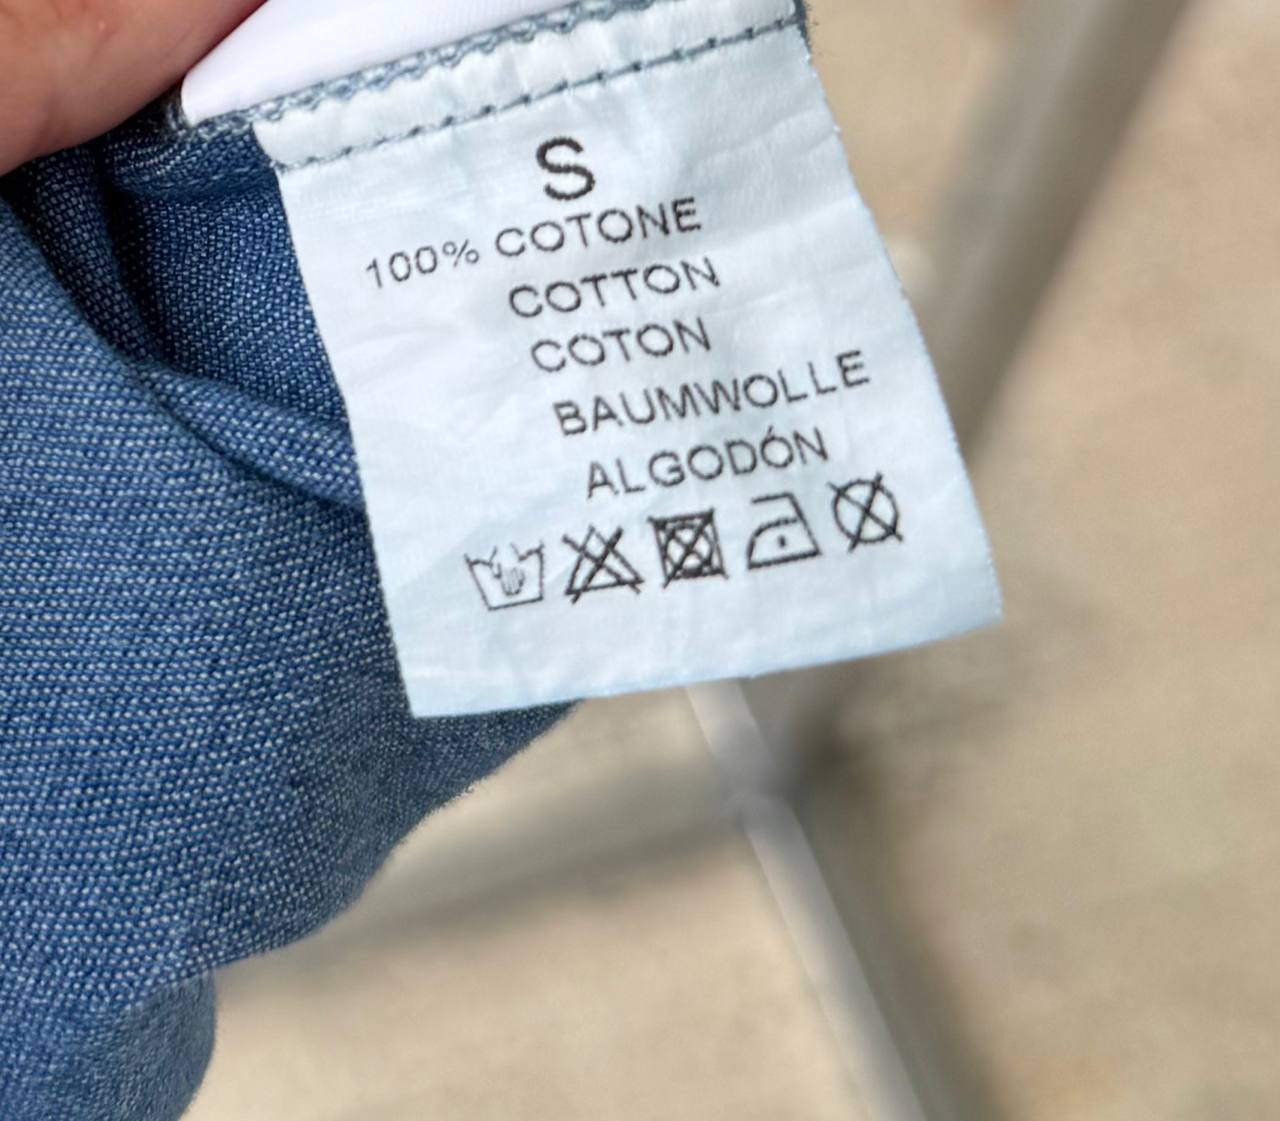 S
100% COTONE
COTTON
COTON
BAUMWOLLE
ALGODÓN